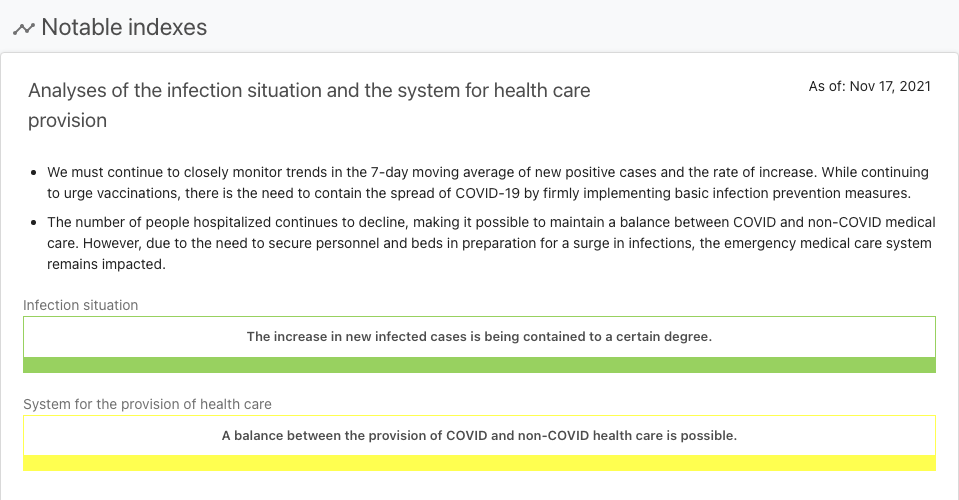 Notable indexes
Analyses of the infection situation and the system for health care
provision
As of: Nov 17, 2021
We must continue to closely monitor trends in the 7-day moving average of new positive cases and the rate of increase. While continuing
to urge vaccinations, there is the need to contain the spread of COVID-19 by firmly implementing basic infection prevention measures.
The number of people hospitalized continues to decline, making it possible to maintain a balance between COVID and non-COVID medical
care. However, due to the need to secure personnel and beds in preparation for a surge in infections, the emergency medical care system
remains impacted.
Infection situation
The increase in new infected cases is being contained to a certain degree.
System for the provision of health care
A balance between the provision of COVID and non-COVID health care is possible.